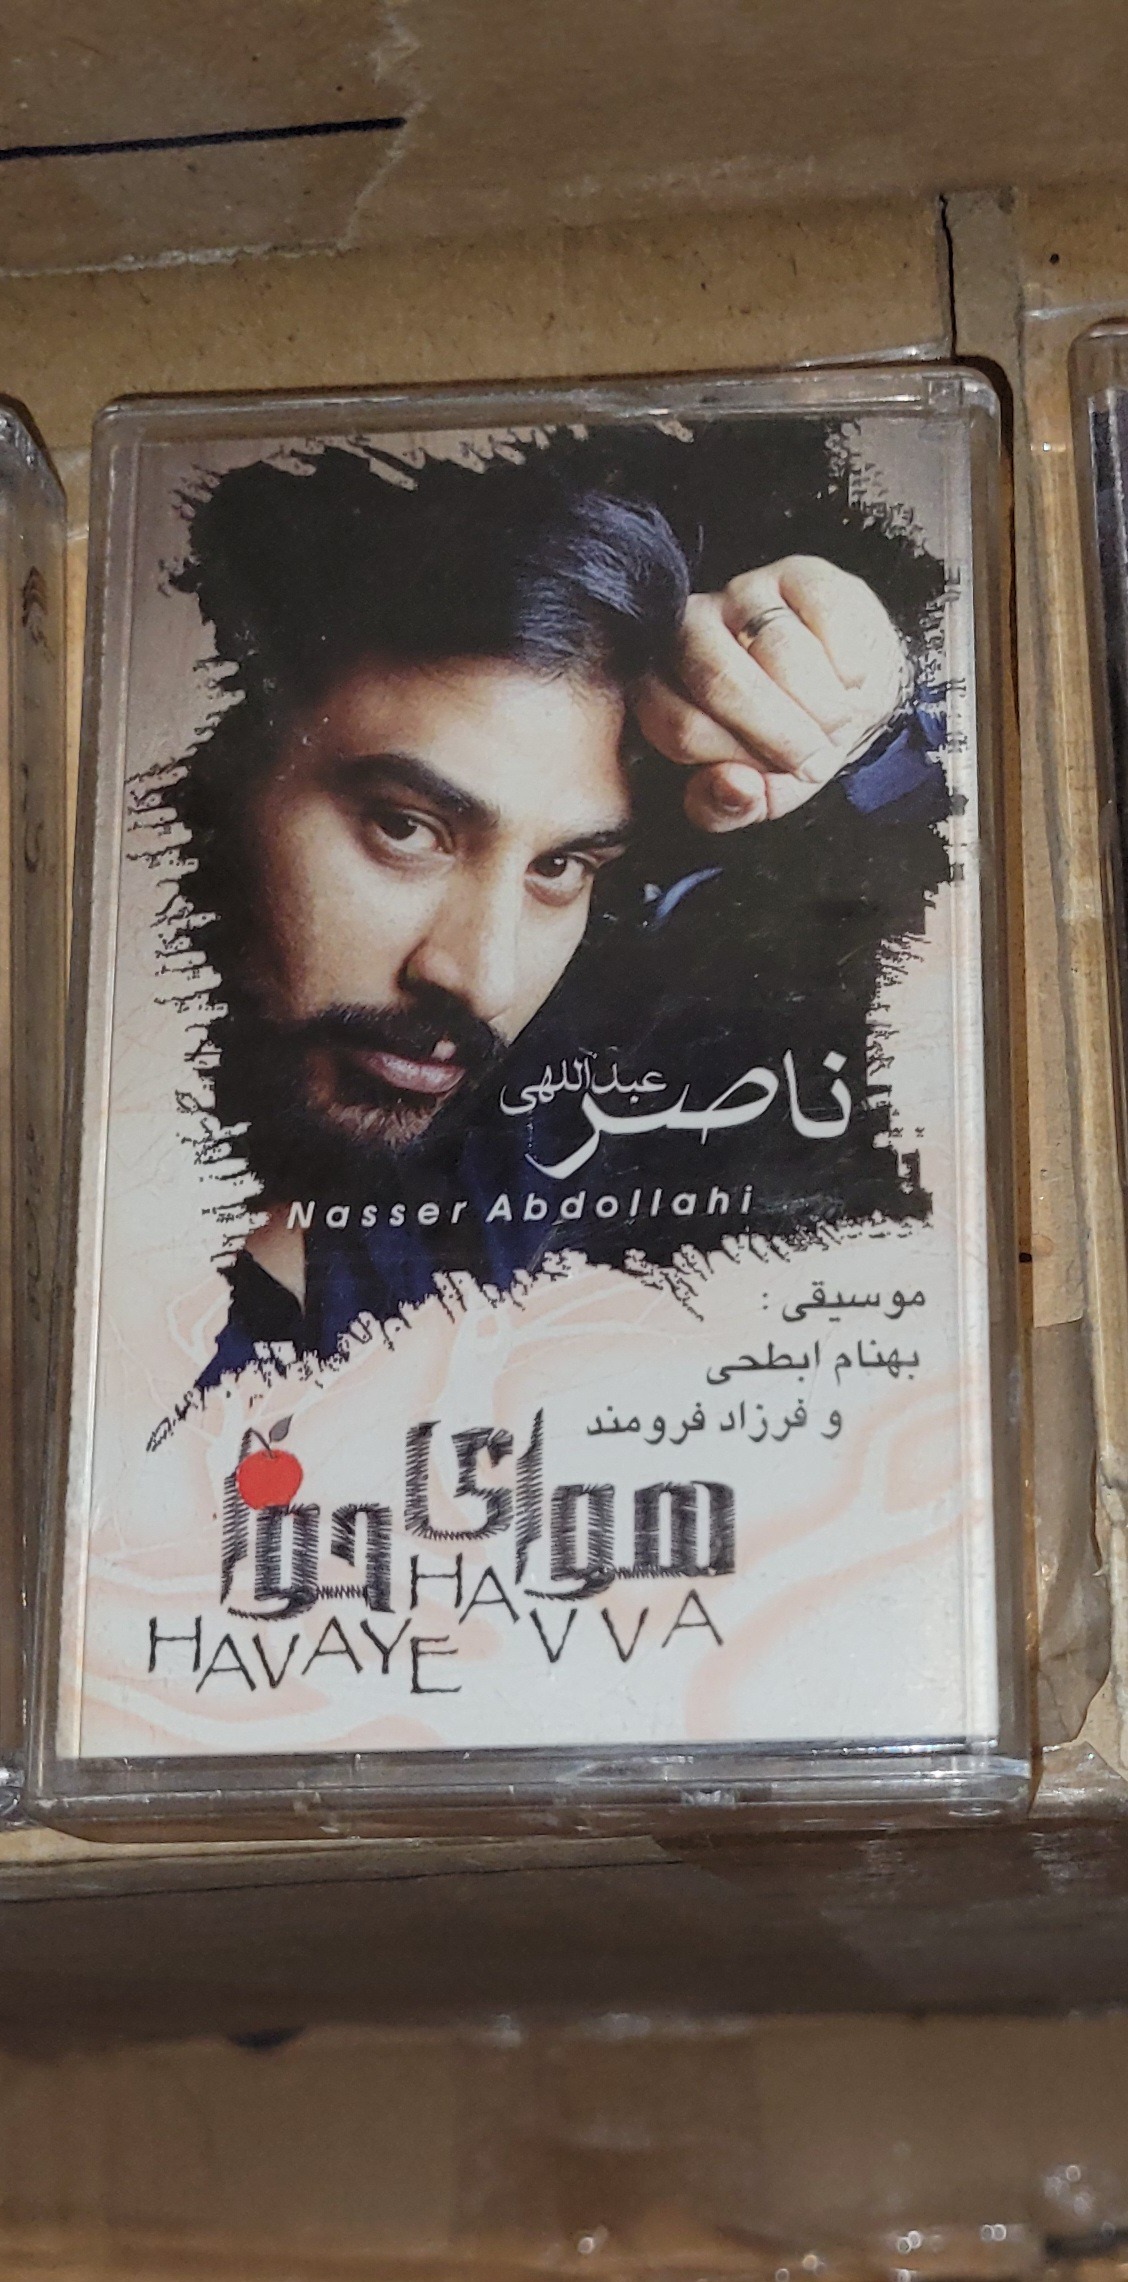 ناصر عبداللهی
Nasser Abdollahi
موسیقی :
بهنام ابطحی
و فرزاد فرومند
هوای حوا
HAVAYE HAVVA